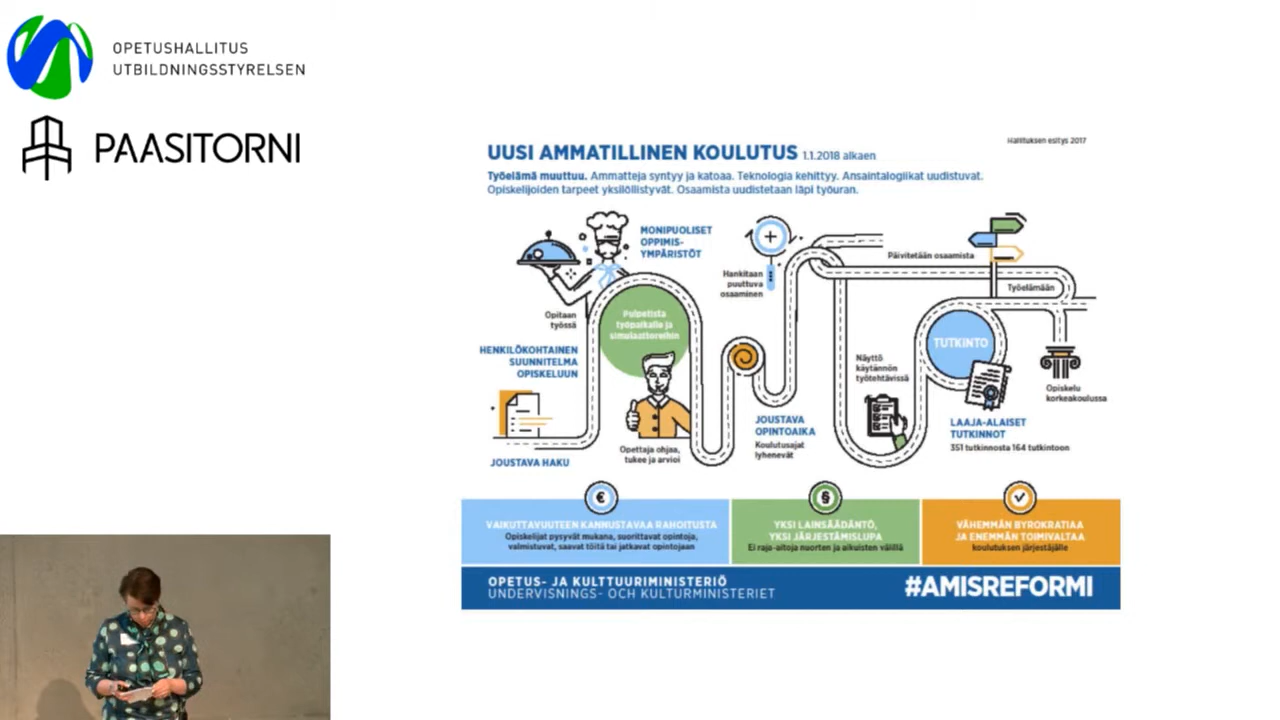 OPETUSHALLITUS
UTBILDNINGSSTYRELSEN
PAASITORNI
Hallituksen esitys 2017
UUSI AMMATILLINEN KOULUTUS 1.1.2018 alkaen
Työelämä muuttuu. Ammatteja syntyy ja katoaa. Teknologia kehittyy. Ansaintalogiikat uudistuvat.
Opiskelijoiden tarpeet yksilöllistyvät. Osaamista uudistetaan läpi työuran.
MONIPUOLISET
OPPIMIS-
YMPÄRISTÖT
Hankitaan
puuttuva
osaaminen
Päivitetään osaamista
Työelämään
Opitaan
työssä
Pulpetista
työpaikalle ja
simulaattoreihin
TUTKINTO
HENKILÖKOHTAINEN
SUUNNITELMA
OPISKELUUN
Näyttö
käytännön
työtehtävissä
Opiskelu
korkeakoulussa
JOUSTAVA
OPINTOAIKA
Koulutusajat
lyhenevät
LAAJA-ALAISET
TUTKINNOT
351 tutkinnosta 164 tutkintoon
Opettaja ohjaa,
tukee ja arvioi
JOUSTAVA HAKU
€
VAIKUTTAVUUTEEN KANNUSTAVAA RAHOITUSTA
Opiskelijat pysyvät mukana, suorittavat opintoja,
valmistuvat, saavat töitä tai jatkavat opintojaan
§
YKSI LAINSÄÄDÄNTÖ,
YKSI JÄRJESTÄMISLUPA
Ei raja-aitoja nuorten ja aikuisten välillä
VÄHEMMÄN BYROKRATIAA
JA ENEMMÄN TOIMIVALTAA
koulutuksen järjestäjälle
OPETUS- JA KULTTUURIMINISTERIÖ
UNDERVISNINGS- OCH KULTURMINISTERIET
#AMISREFORMI